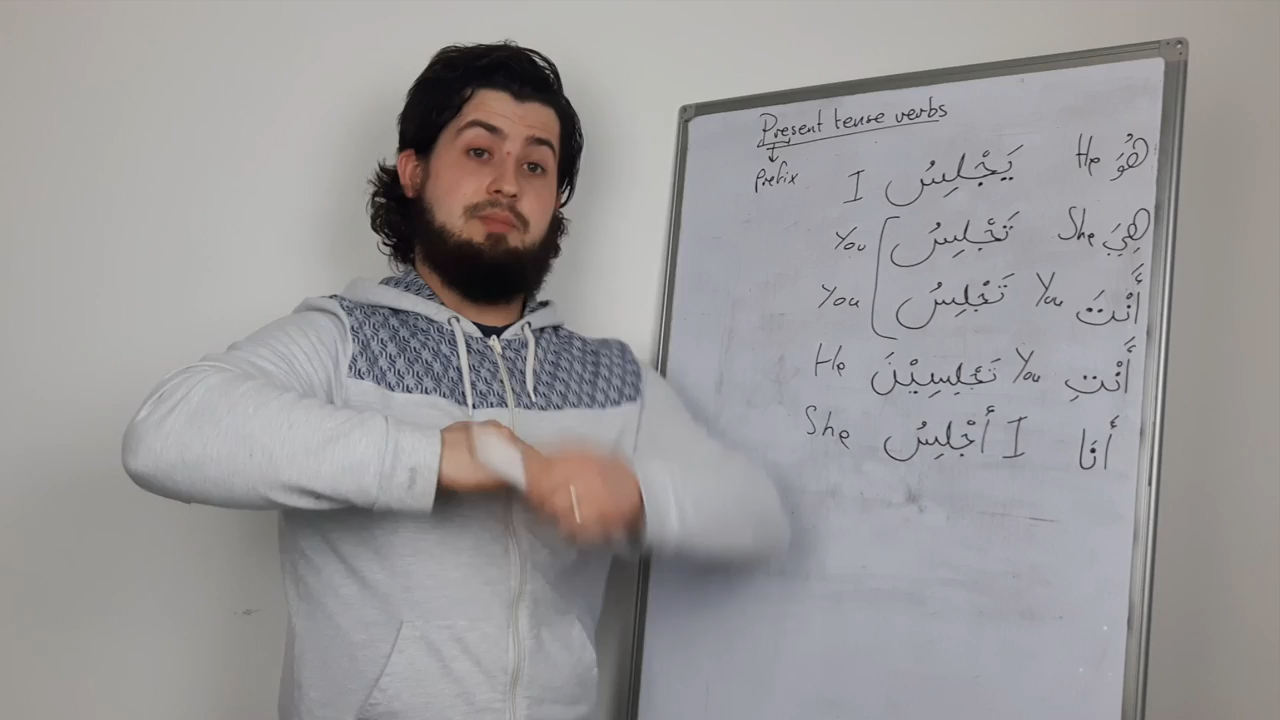 Present tense verbs
prefix
هُوَ He يَجْلِسُ I
هِيَ She تَجْلِسُ You
أَنْتَ You تَجْلِسُ You
أَنْتِ You تَجْلِسِيْنَ He
أَنَا I أَجْلِسُ She